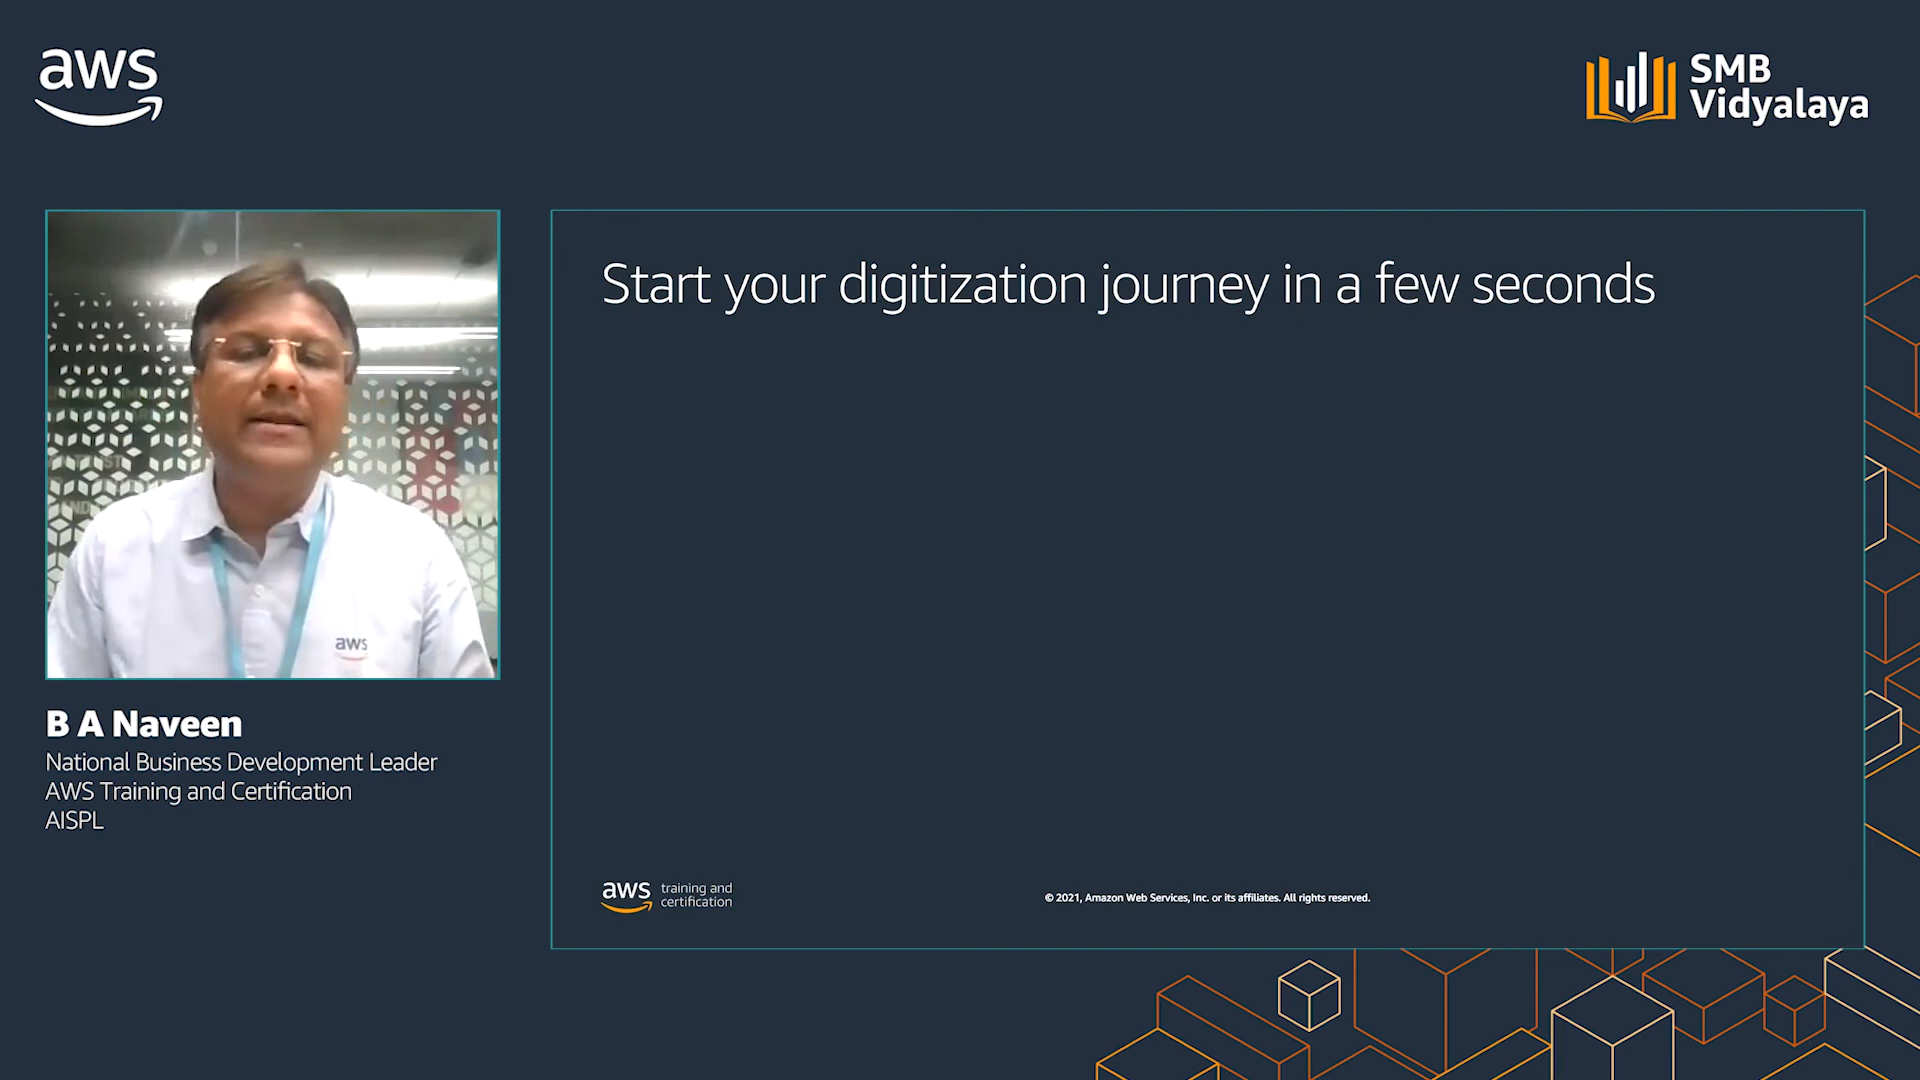 aws
SMB
Vidyalaya
Start your digitization journey in a few seconds
aws
B A Naveen
National Business Development Leader
AWS Training and Certification
AISPL
aws training and
certification
© 2021, Amazon Web Services, Inc. or its affiliates. All rights reserved.